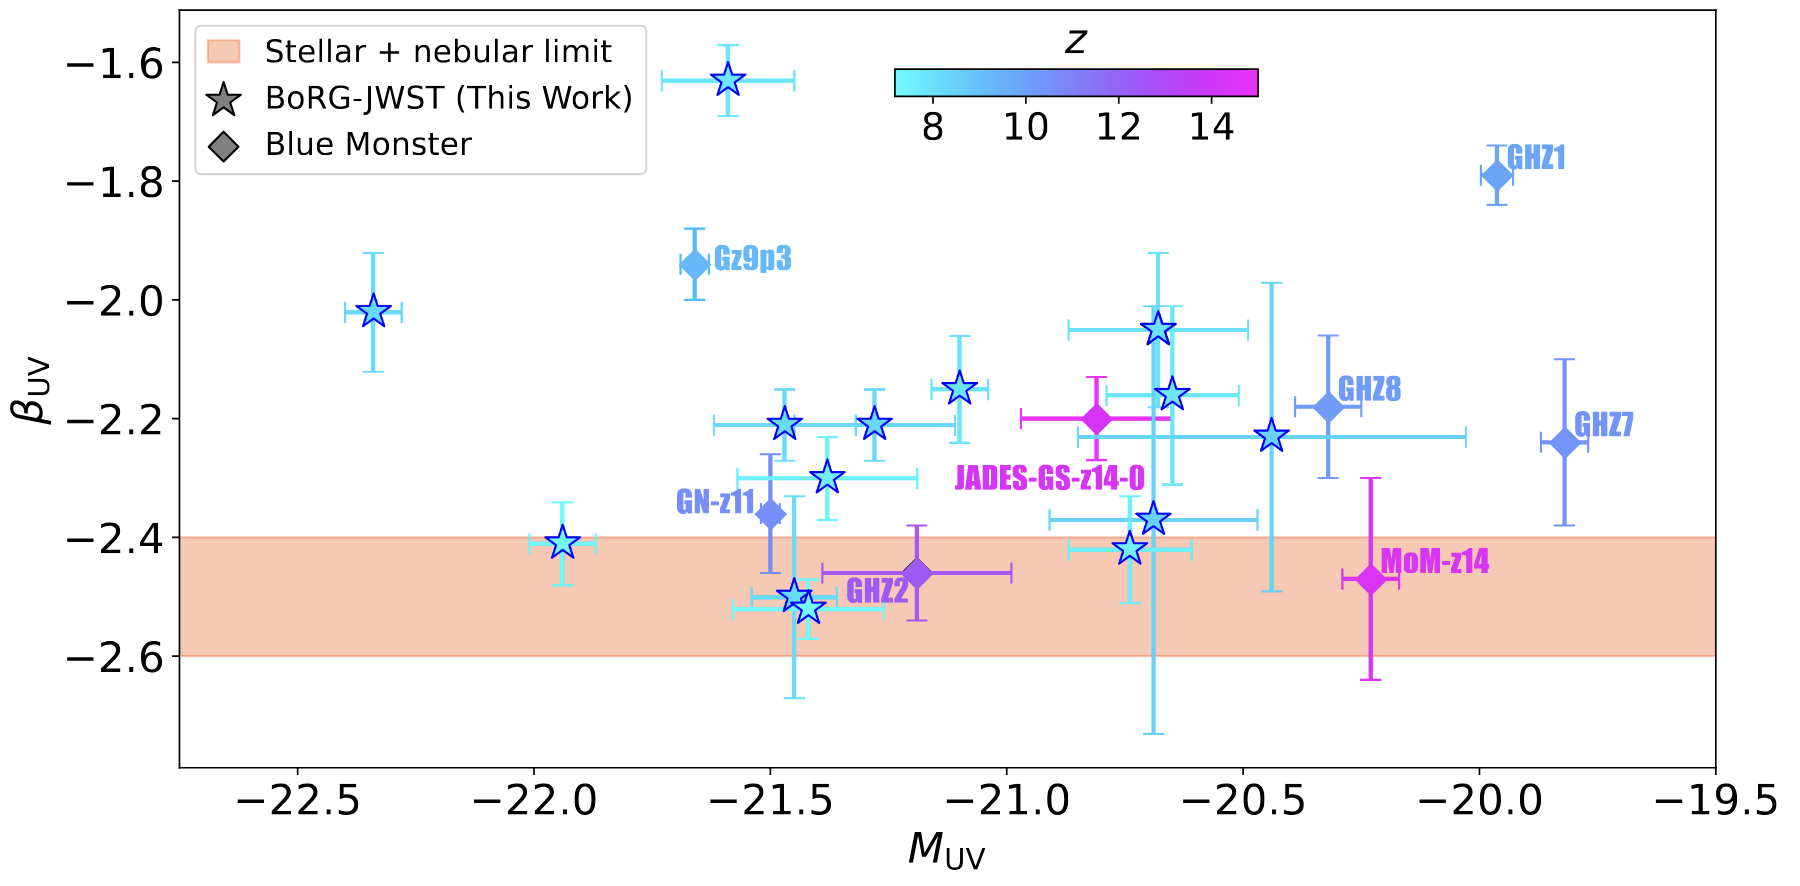 Stellar + nebular limit
BoRG-JWST (This Work)
Blue Monster
z
8 10 12 14
−1.6
−1.8
−2.0
−2.2
−2.4
−2.6
βUV
GHZ1
Gz9p3
GHZ8
GHZ7
JADES-GS-z14-0
GN-z11
MoM-z14
GHZ2
−22.5 −22.0 −21.5 −21.0 −20.5 −20.0 −19.5
MUV